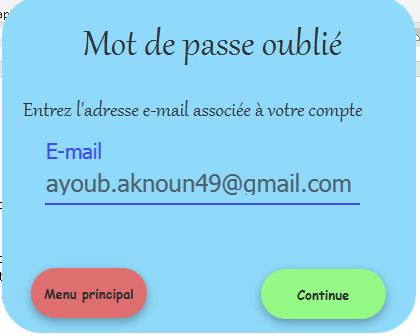 Mot de passe oublié
Entrez l'adresse e-mail associée à votre compte
E-mail
ayoub.aknoun49@gmail.com
Menu principal
Continue